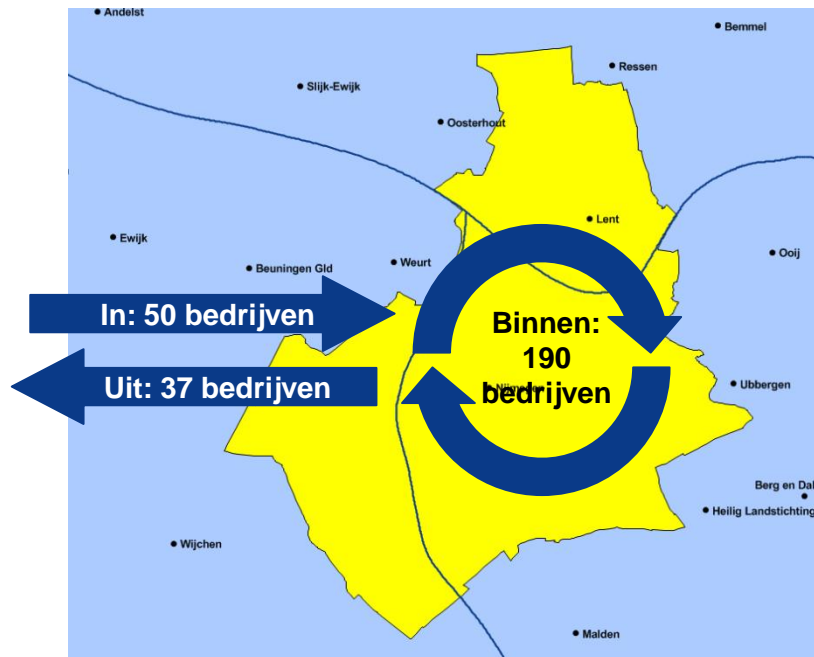 Andelst
Bemmel
Ressen
Slijk-Ewijk
Oosterhout
Lent
Ewijk
Ooij
Weurt
Beuningen Gld
In: 50 bedrijven
Binnen:
190
bedrijven
Uit: 37 bedrijven
Nijmegen
Ubbergen
Berg en Dal
Heilig Landstichting
Wijchen
Malden